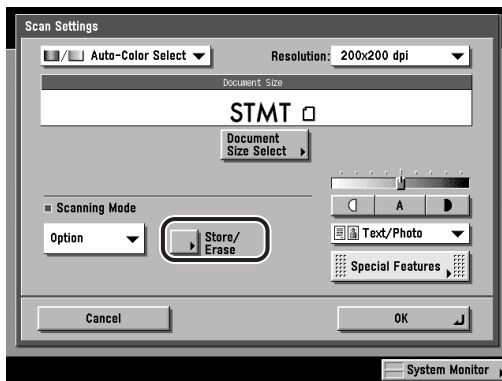 Scan Settings
Auto-Color Select
Resolution: 200x200 dpi
Document Size
STMT
Document
Size Select
Scanning Mode
A
Option
Store/
Erase
Text/Photo
Special Features
Cancel
OK
System Monitor